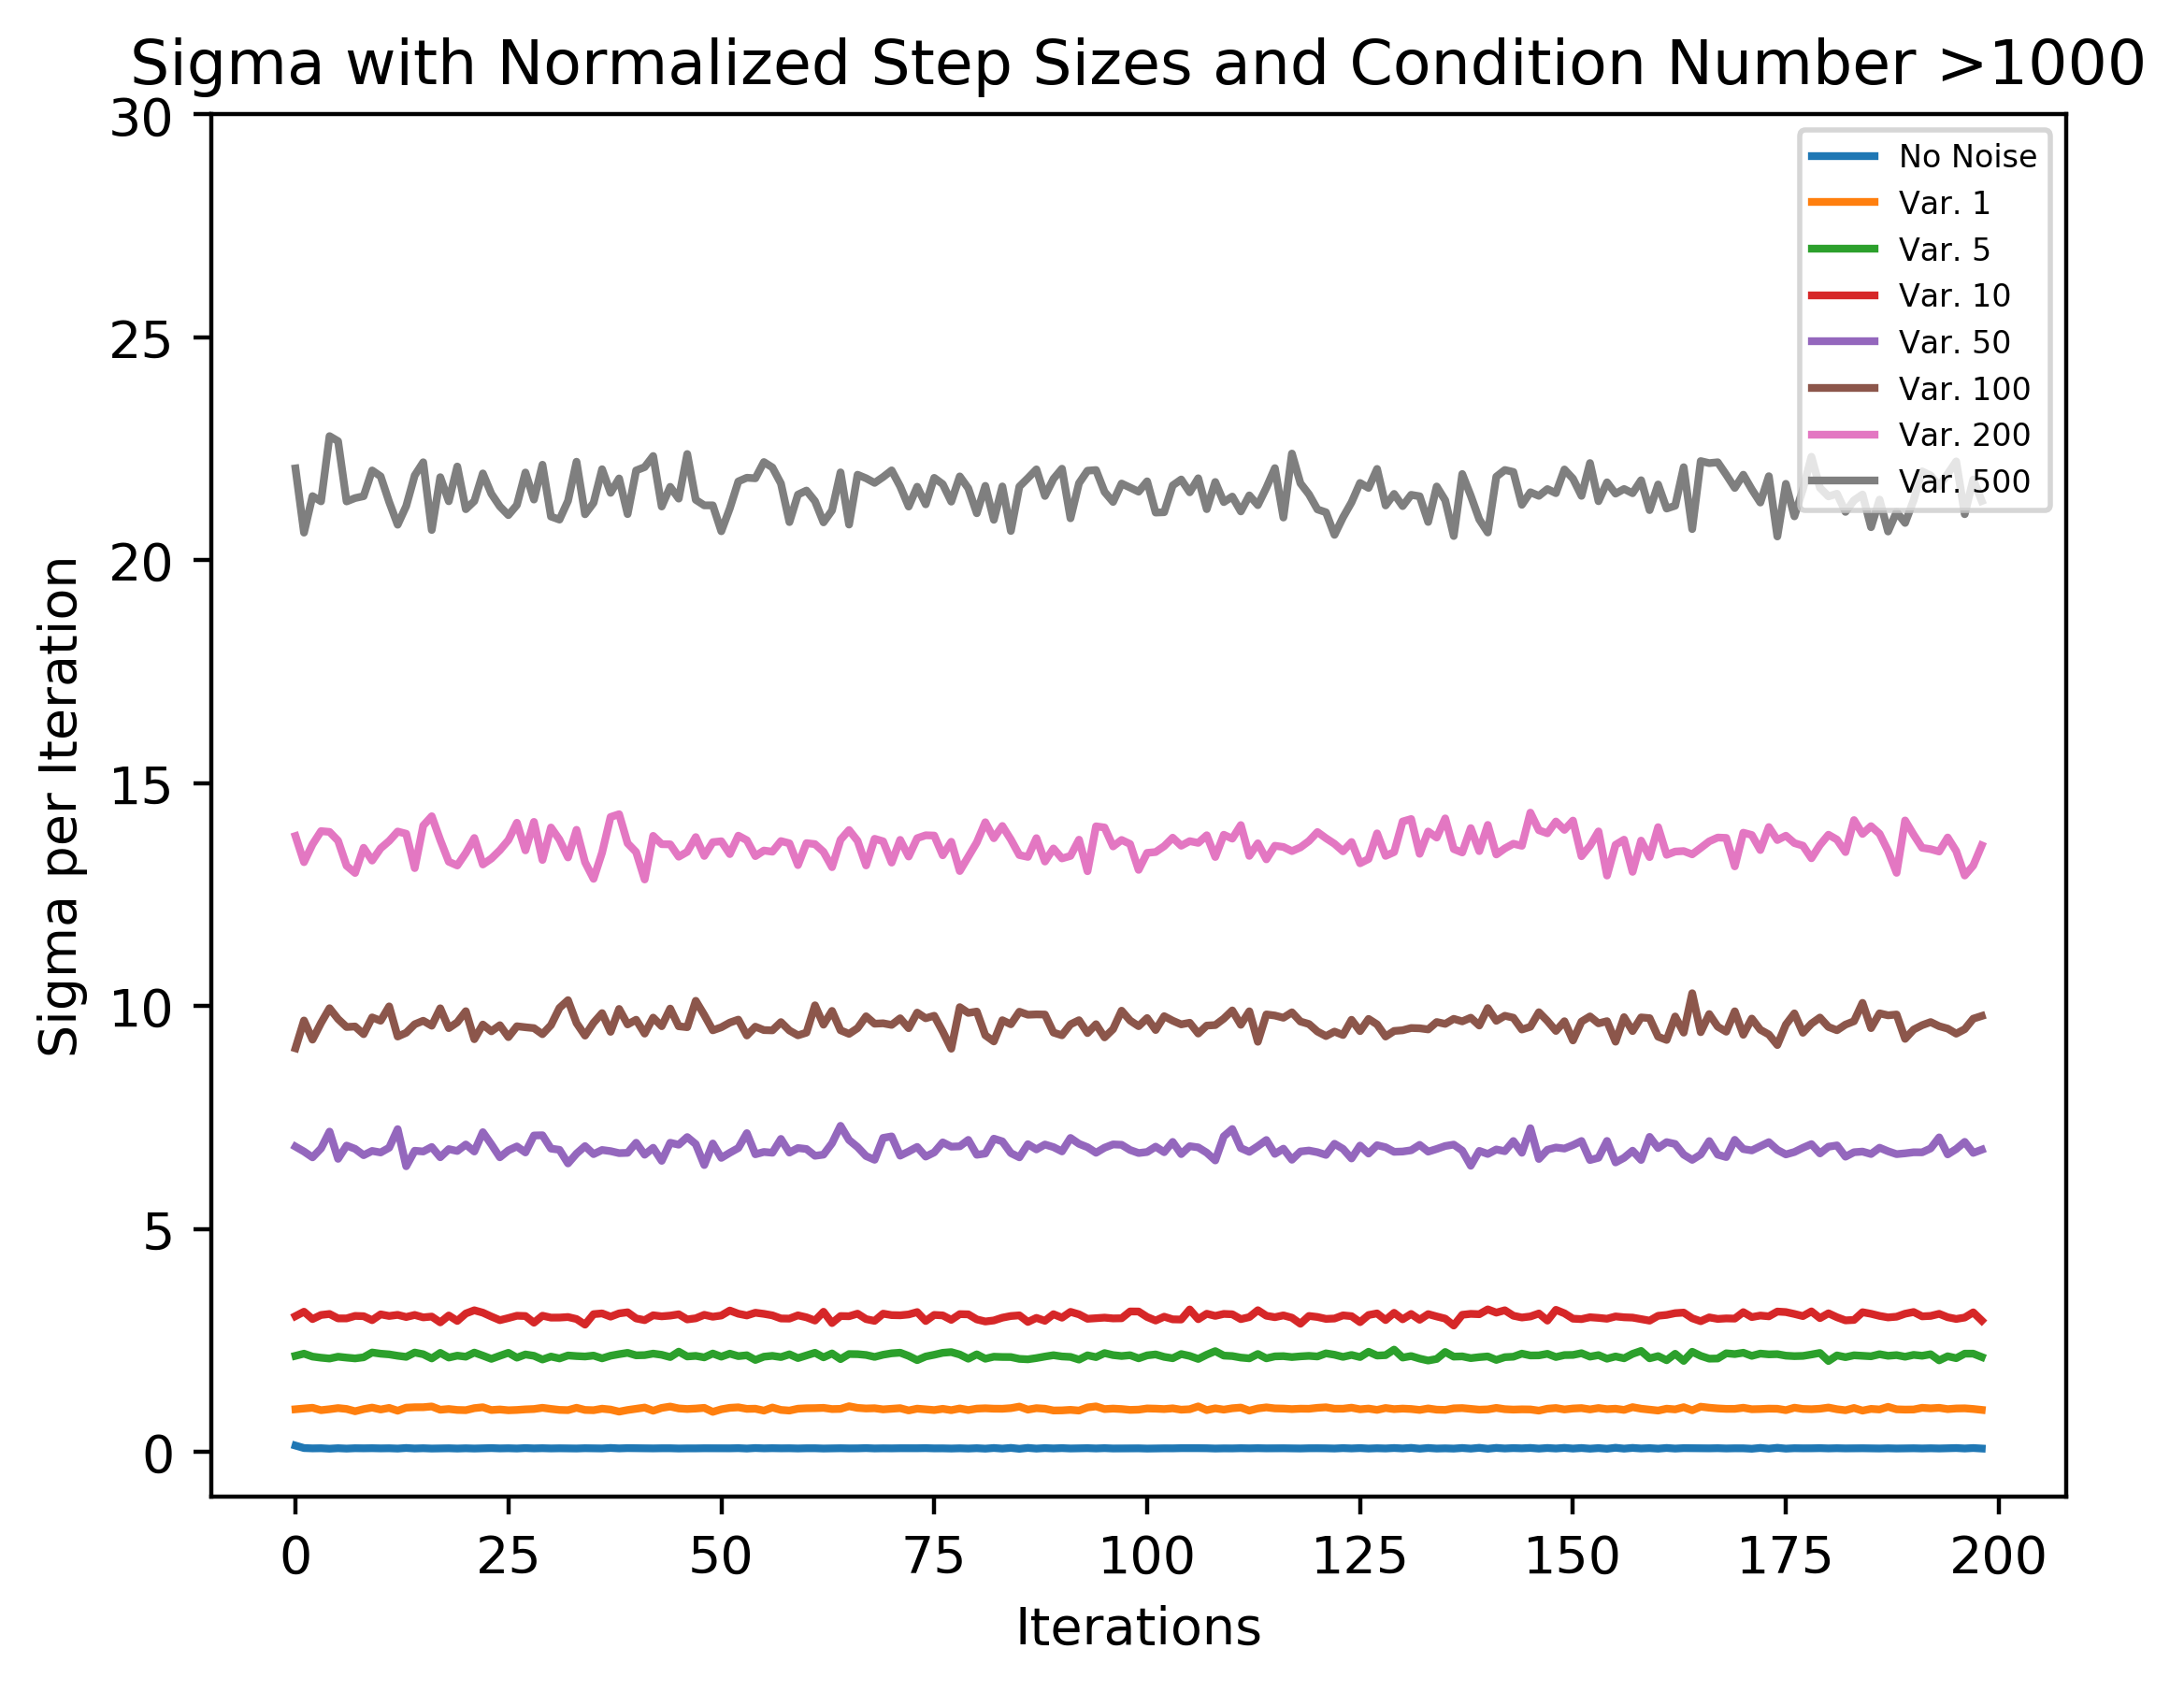 Sigma with Normalized Step Sizes and Condition Number >1000
30
25
20
15
10
5
0
Sigma per Iteration
No Noise
Var. 1
Var. 5
Var. 10
Var. 50
Var. 100
Var. 200
Var. 500
0 25 50 75 100 125 150 175 200
Iterations